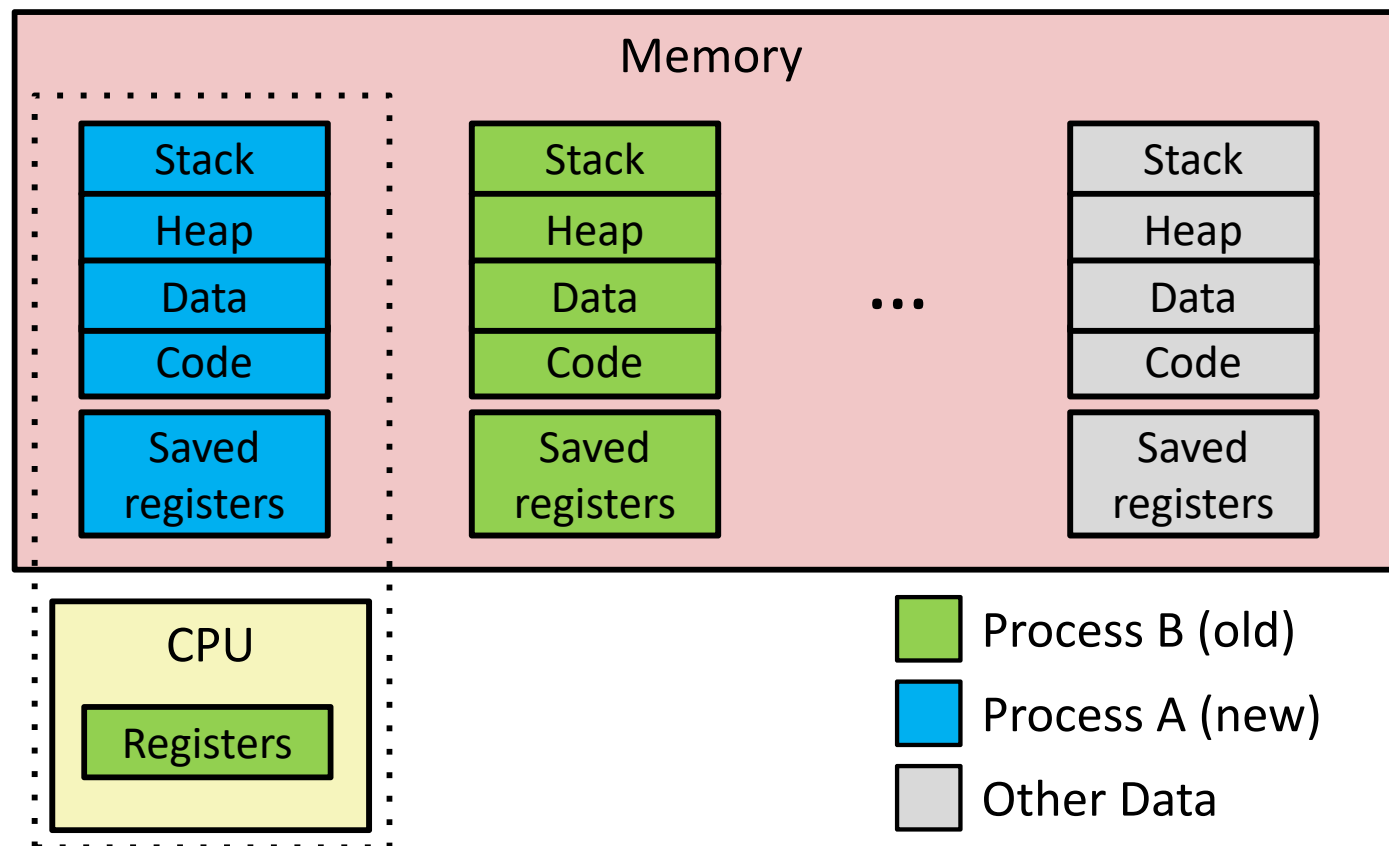 Memory
Stack
Heap
Data
Code
Saved
registers
Stack
Heap
Data
Code
Saved
registers
...
Stack
Heap
Data
Code
Saved
registers
CPU
Registers
Process B (old)
Process A (new)
Other Data